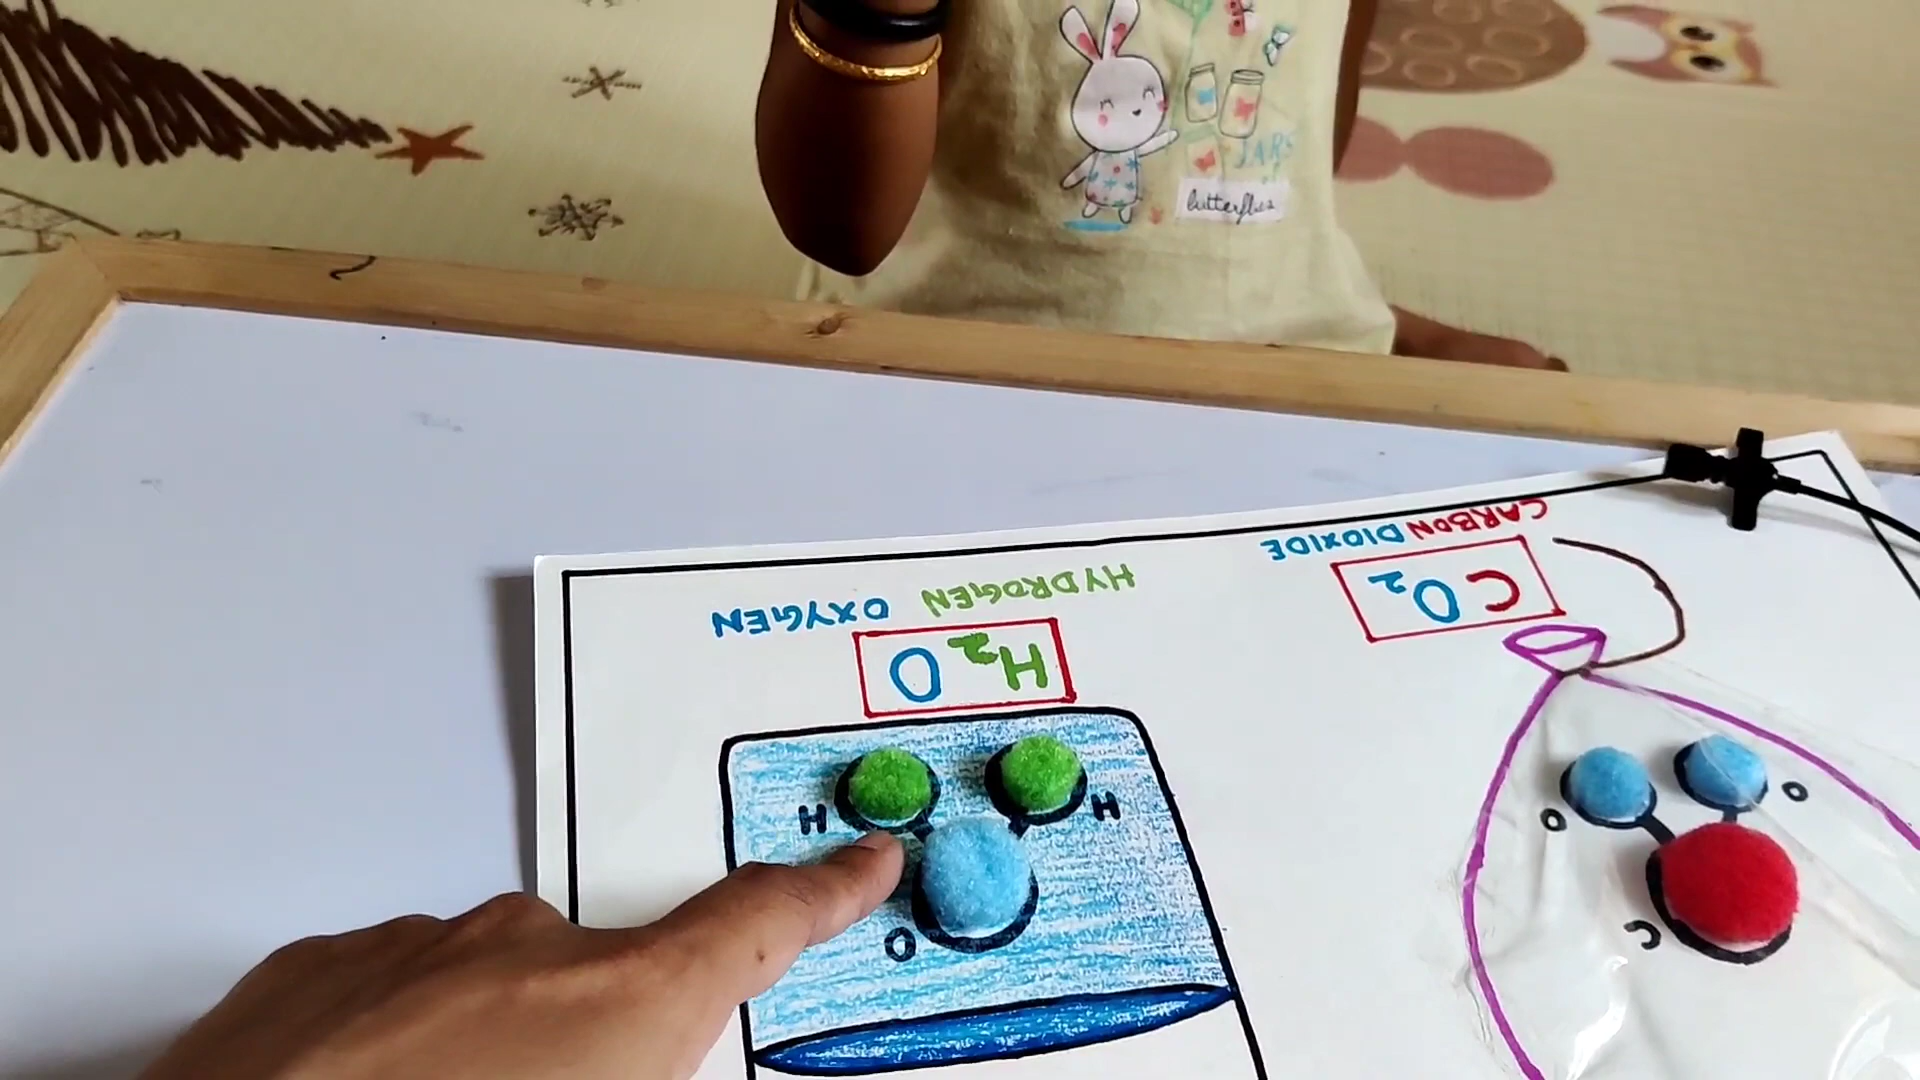 JARS
butterflies
CARBON DIOXIDE
CO2
HYDROGEN OXYGEN
H2O
H
H
O
O
O
C